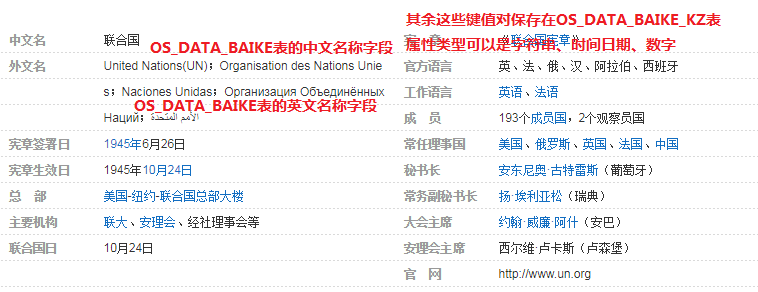 中文名 联合国
OS_DATA_BAIKE表的中文名称字段
外文名 United Nations(UN)；Organisation des Nations Unie
s；Naciones Unidas；Организация Объединённых
OS_DATA_BAIKE表的英文名称字段
Наций；الأمم المتحدة
宪章签署日 1945年6月26日
宪章生效日 1945年10月24日
总 部 美国-纽约-联合国总部大楼
主要机构 联大、安理会、经社理事会等
联合国日 10月24日
其余这些键值对保存在OS_DATA_BAIKE_KZ表
属性类型可以是字符串、时间日期、数字
宪 章 《联合国宪章》
官方语言 英、法、俄、汉、阿拉伯、西班牙
工作语言 英语、法语
成 员 193个成员国，2个观察员国
常任理事国 美国、俄罗斯、英国、法国、中国
秘书长 安东尼奥·古特雷斯（葡萄牙）
常务副秘书长 扬·埃利亚松（瑞典）
大会主席 约翰·威廉·阿什（安巴）
安理会主席 西尔维·卢卡斯（卢森堡）
官 网 http://www.un.org